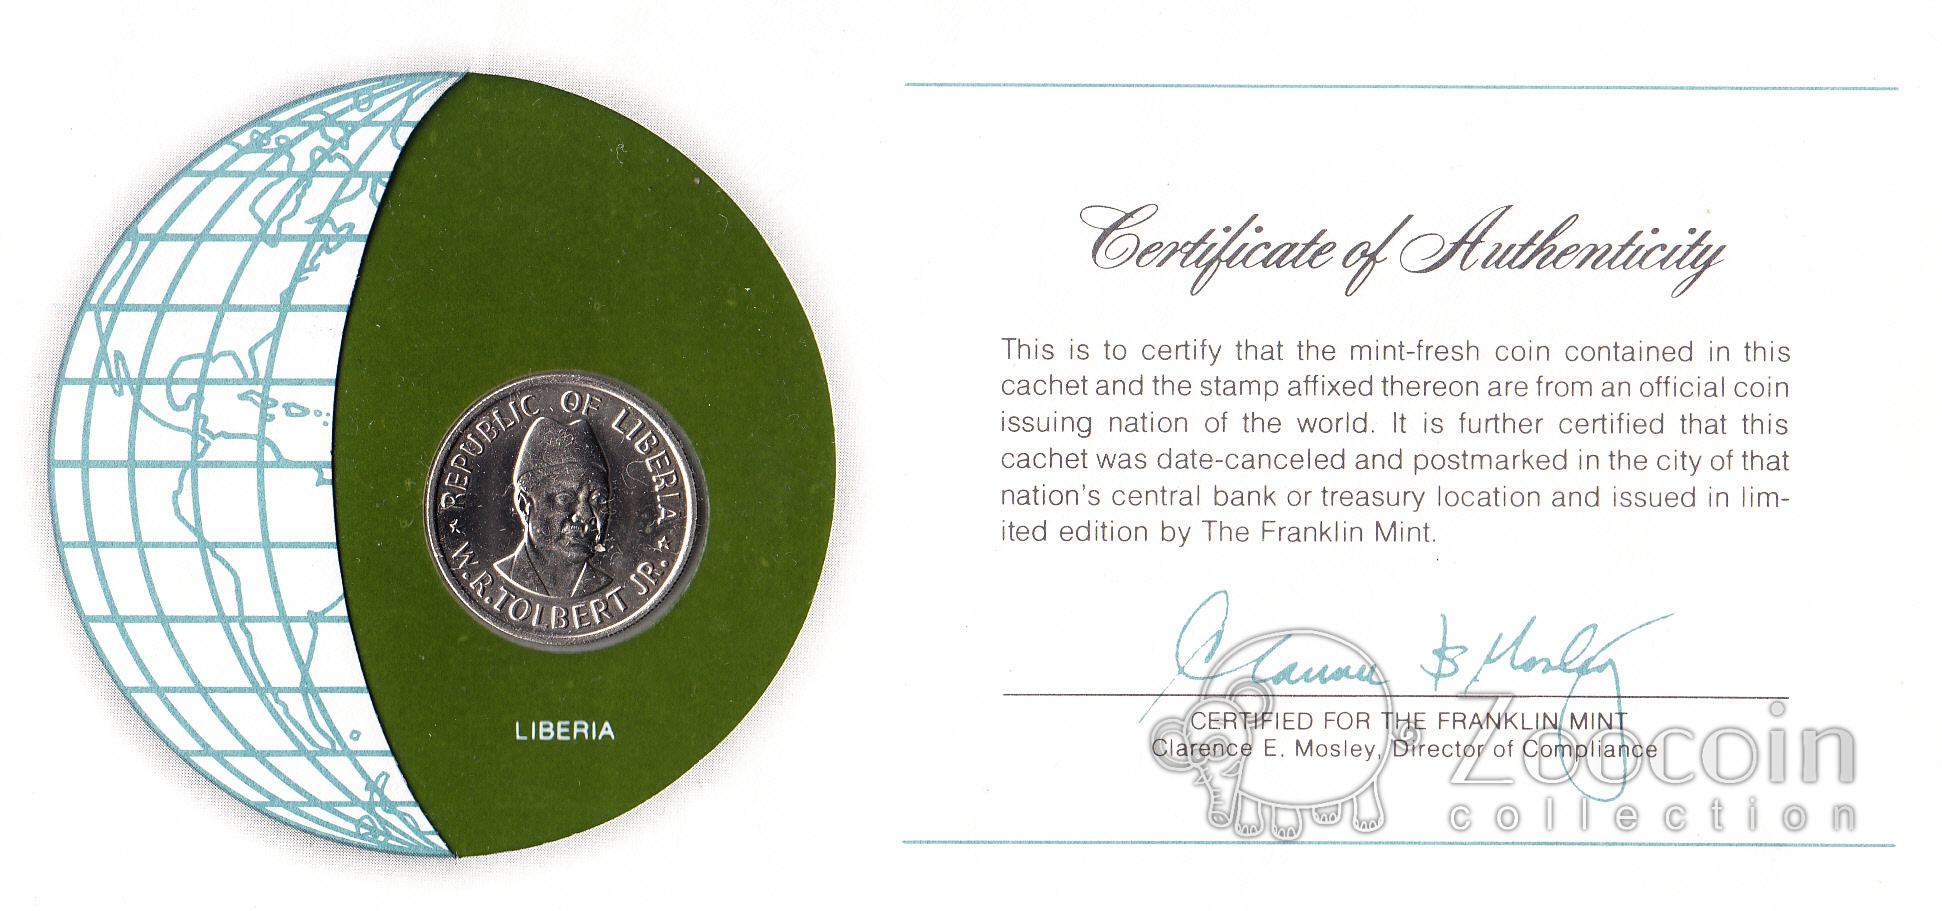 REPUBLIC OF LIBERIA
W.R.TOLBERT JR.
LIBERIA
Certificate of Authenticity
This is to certify that the mint-fresh coin contained in this
cachet and the stamp affixed thereon are from an official coin
issuing nation of the world. It is further certified that this
cachet was date-canceled and postmarked in the city of that
nation's central bank or treasury location and issued in lim-
ited edition by The Franklin Mint.
Clarence E Mosley
CERTIFIED FOR THE FRANKLIN MINT
Clarence E. Mosley, Director of Compliance
Zoocoin
collection